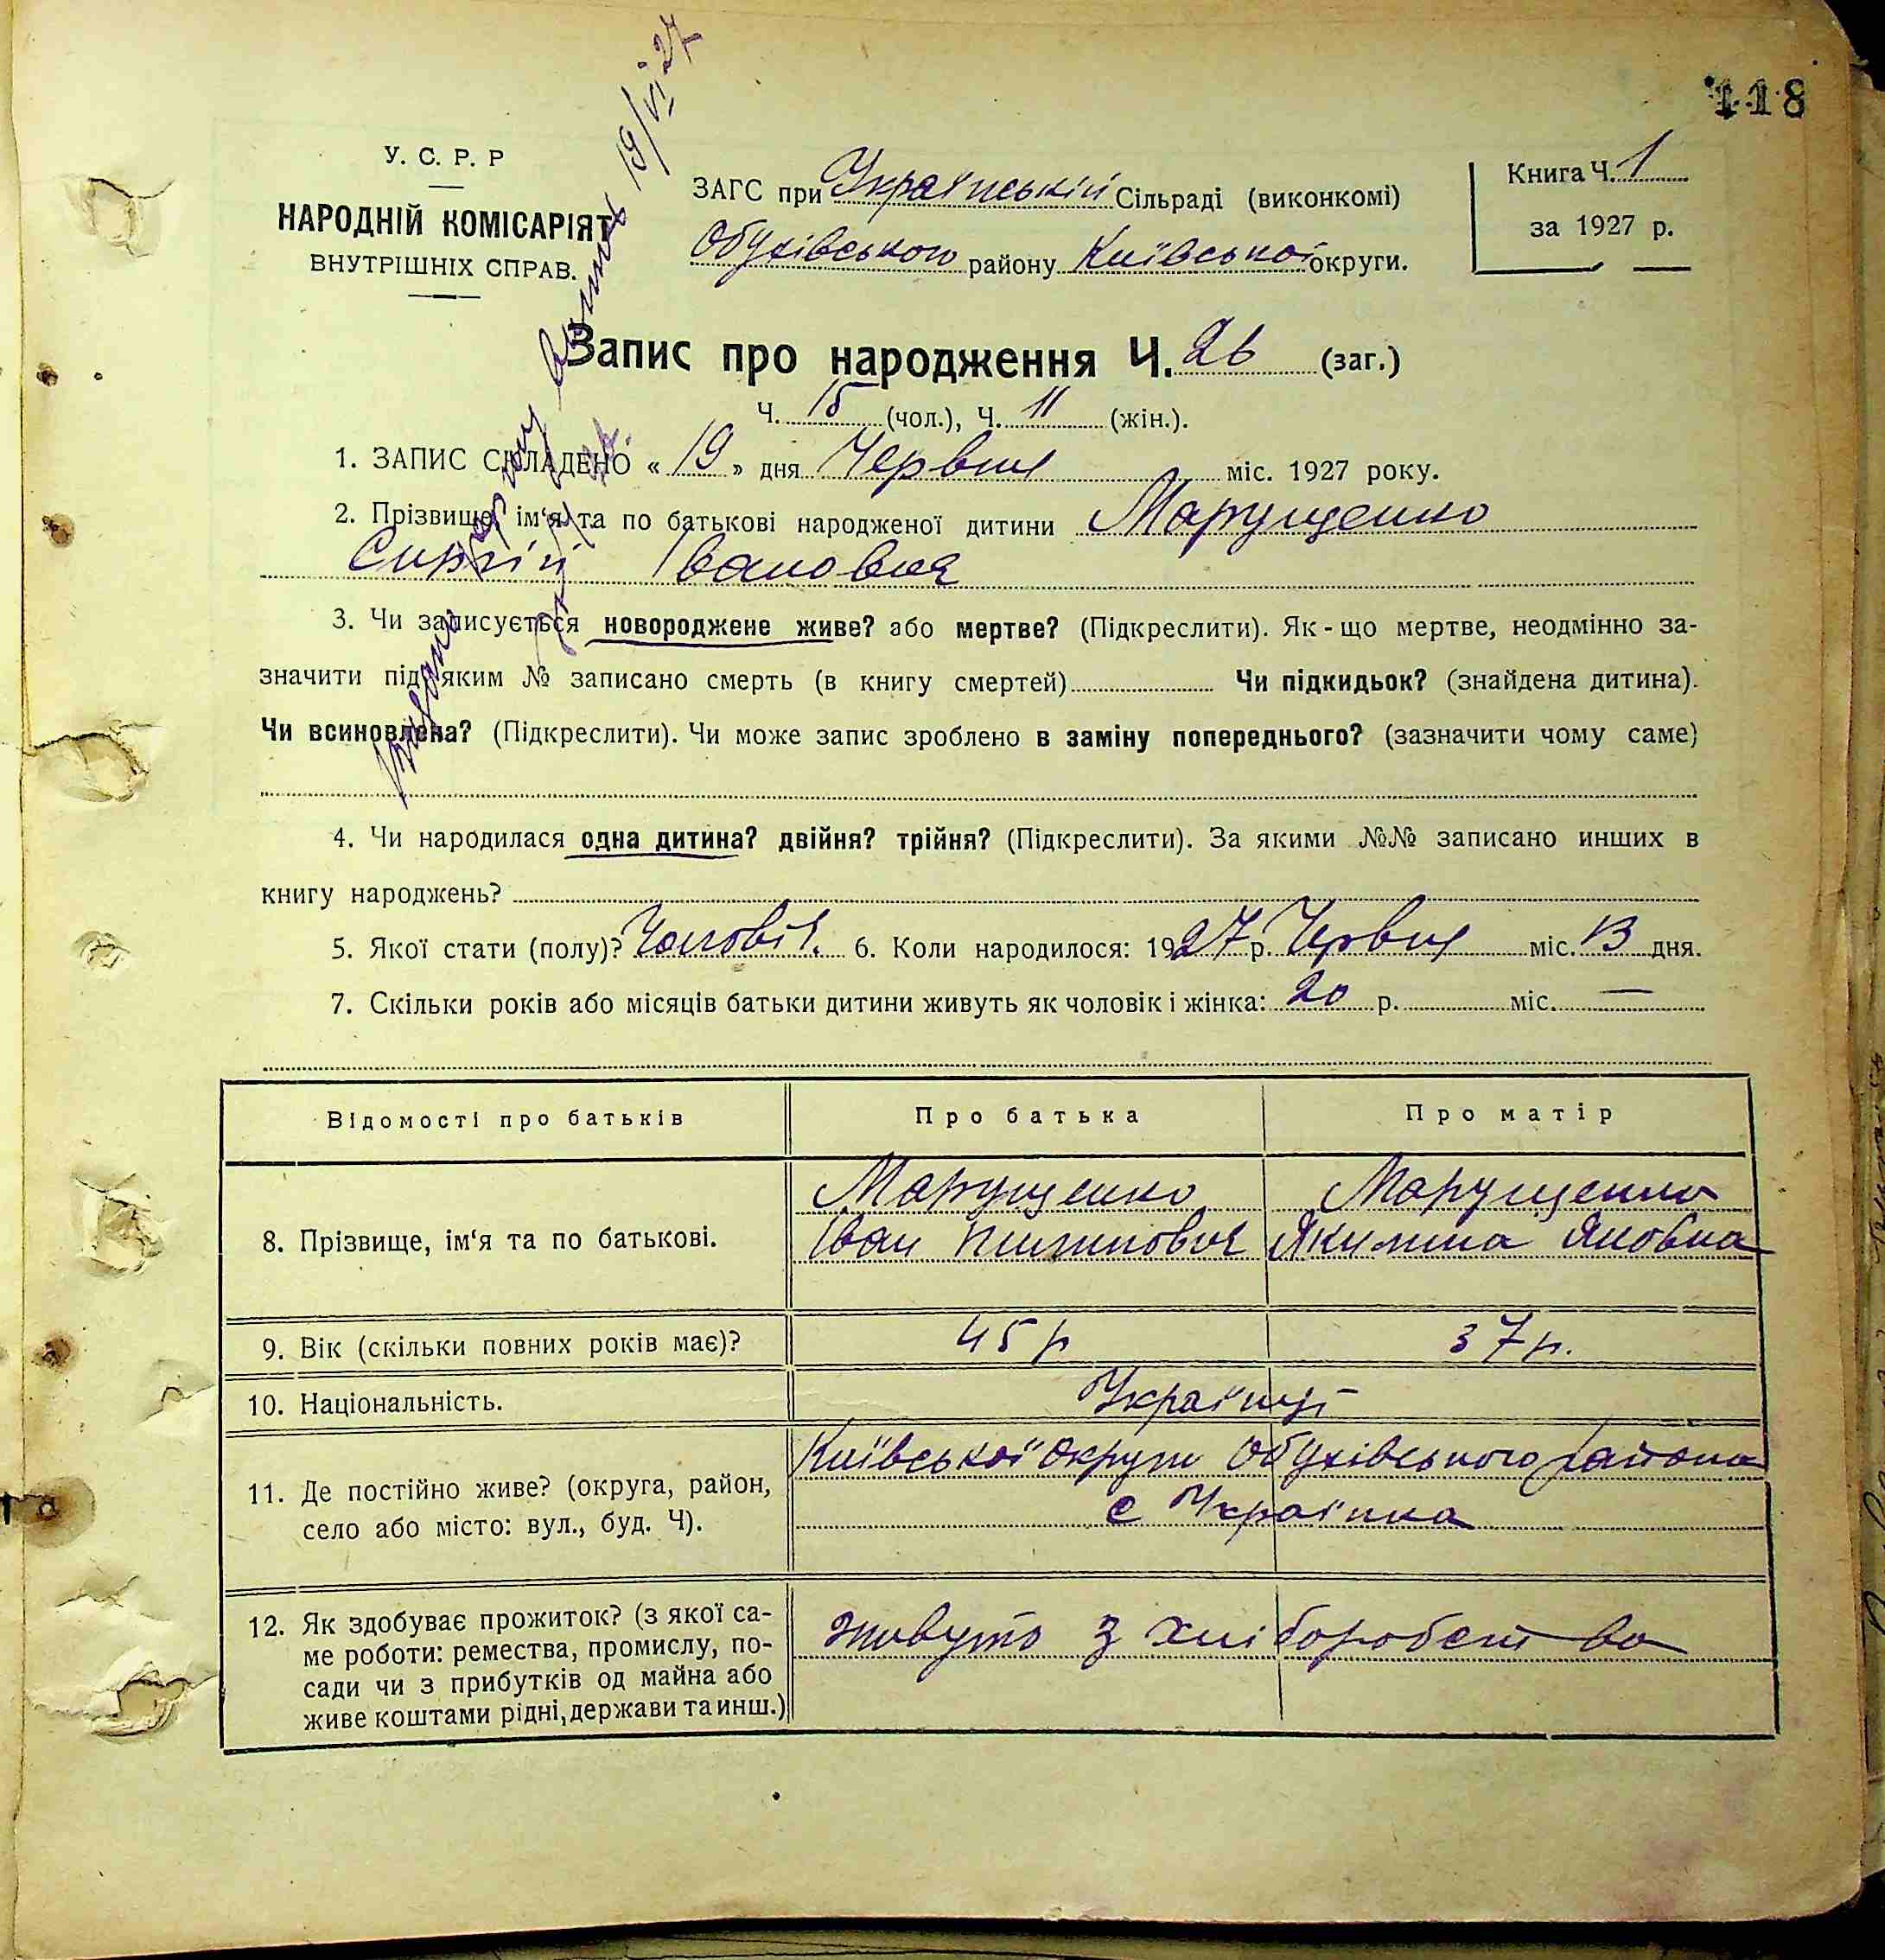 118
У. С. Р. Р
НАРОДНІЙ КОМІСАРІЯТ
ВНУТРІШНІХ СПРАВ.
ЗАГС при Українській Сільраді (виконкомі)
Обухівського району Київської округи.
Книга Ч. 1
за 1927 р.
19/VI 27
Запис про народження Ч. 26 (заг.)
Ч. 15 (чол.), Ч. 11 (жін.).
1. ЗАПИС СКЛАДЕНО « 19 » дня Червня міс. 1927 року.
2. Прізвище, ім‘я та по батькові народженої дитини Марущенко
Іванович
3. Чи записується новороджене живе? або мертве? (Підкреслити). Як-що мертве, неодмінно за-
значити під яким № записано смерть (в книгу смертей) Чи підкидьок? (знайдена дитина).
Чи всиновлена? (Підкреслити). Чи може запис зроблено в заміну попереднього? (зазначити чому саме)
4. Чи народилася одна дитина? двійня? трійня? (Підкреслити). За якими №№ записано инших в
книгу народжень?
5. Якої стати (полу)? Чоловіч. 6. Коли народилося: 1927 р. Червня міс. 13 дня.
7. Скільки років або місяців батьки дитини живуть як чоловік і жінка: 20 р. міс. —
Відомості про батьків Про батька Про матір
8. Прізвище, ім‘я та по батькові.
Марущенко Марущенко
Іван Пилипович Якилина Яковна
9. Вік (скільки повних років має)? 45 р 37 р.
10. Національність. Українці
11. Де постійно живе? (округа, район,
село або місто: вул., буд. Ч).
Київської округи Обухівського района
с Українка
12. Як здобуває прожиток? (з якої са-
ме роботи: ремества, промислу, по-
сади чи з прибутків од майна або
живе коштами рідні, держави та инш.)
живуть з хліборобства